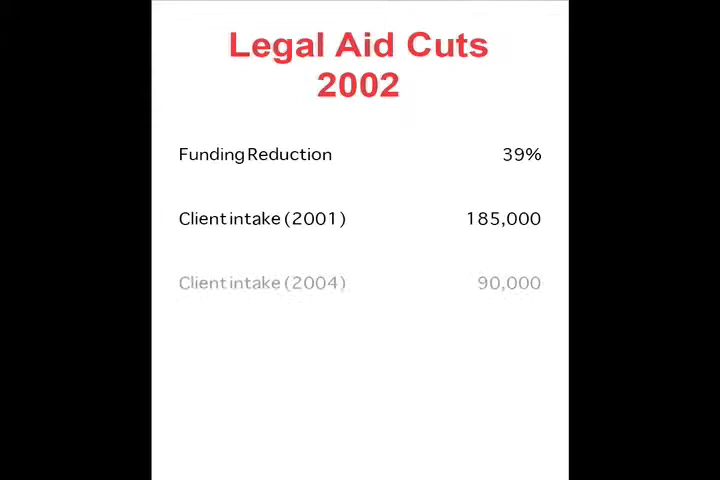 Legal Aid Cuts
2002
Funding Reduction 39%
Client intake (2001) 185,000
Client intake (2004) 90,000